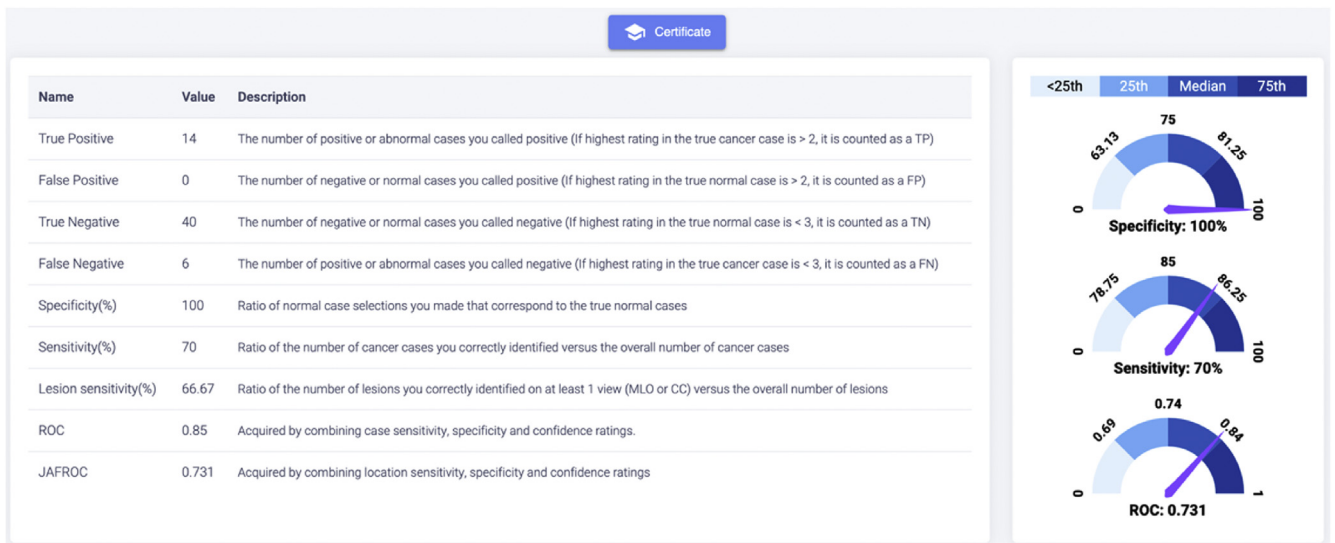 Certificate
Name Value Description
True Positive 14 The number of positive or abnormal cases you called positive (If highest rating in the true cancer case is > 2, it is counted as a TP)
False Positive 0 The number of negative or normal cases you called positive (If highest rating in the true normal case is > 2, it is counted as a FP)
True Negative 40 The number of negative or normal cases you called negative (If highest rating in the true normal case is < 3, it is counted as a TN)
False Negative 6 The number of positive or abnormal cases you called negative (If highest rating in the true cancer case is < 3, it is counted as a FN)
Specificity(%) 100 Ratio of normal case selections you made that correspond to the true normal cases
Sensitivity(%) 70 Ratio of the number of cancer cases you correctly identified versus the overall number of cancer cases
Lesion sensitivity(%) 66.67 Ratio of the number of lesions you correctly identified on at least 1 view (MLO or CC) versus the overall number of lesions
ROC 0.85 Acquired by combining case sensitivity, specificity and confidence ratings.
JAFROC 0.731 Acquired by combining location sensitivity, specificity and confidence ratings
<25th 25th Median 75th
0 63.13 75 81.25 100
Specificity: 100%
0 78.75 85 86.25 100
Sensitivity: 70%
0 0.69 0.74 0.84 1
ROC: 0.731